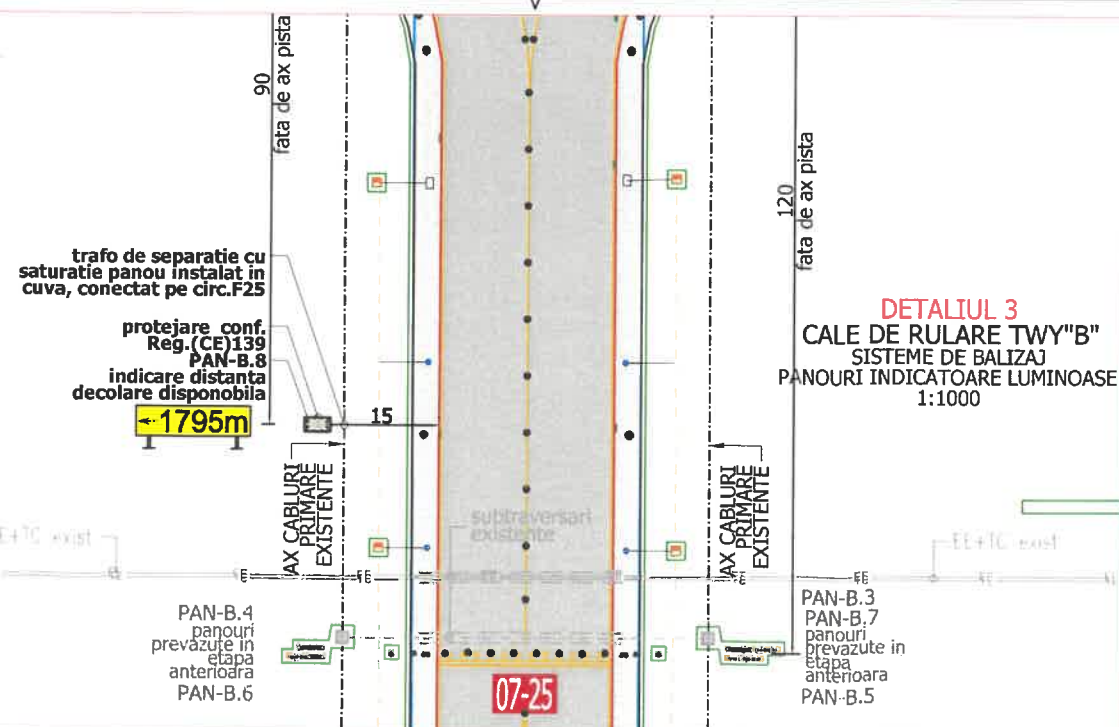 90
fata de ax pista
120
fata de ax pista
trafo de separatie cu
saturatie panou instalat in
cuva, conectat pe circ.F25
protejare conf.
Reg.(CE)139
PAN-B.8
indicare distanta
decolare disponobila
←1795m
15
DETALIUL 3
CALE DE RULARE TWY"B"
SISTEME DE BALIZAJ
PANOURI INDICATOARE LUMINOASE
1:1000
AX CABLURI
PRIMARE
EXISTENTE
subtraversari
existente
AX CABLURI
PRIMARE
EXISTENTE
E+TC exist
EE+TC exist
PAN-B.4
panouri
prevazute in
etapa
anterioara
PAN-B.6
PAN-B.3
PAN-B.7
panouri
prevazute in
etapa
anterioara
PAN-B.5
07-25